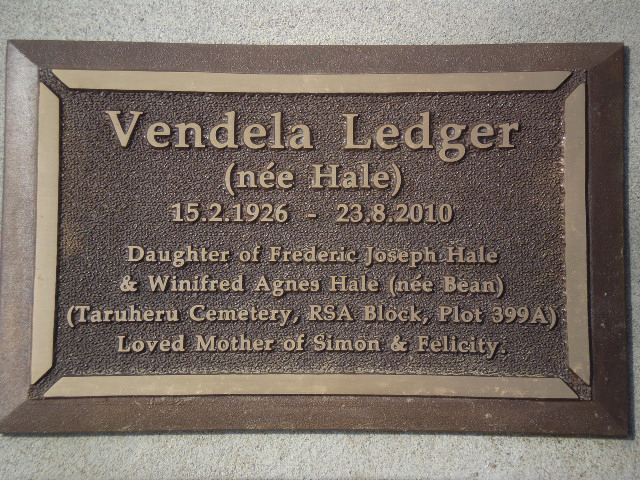 Vendela Ledger
(née Hale)
15.2.1926 - 23.8.2010
Daughter of Frederic Joseph Hale
& Winifred Agnes Hale (née Bean)
(Taruheru Cemetery, RSA Block, Plot 399A)
Loved Mother of Simon & Felicity.